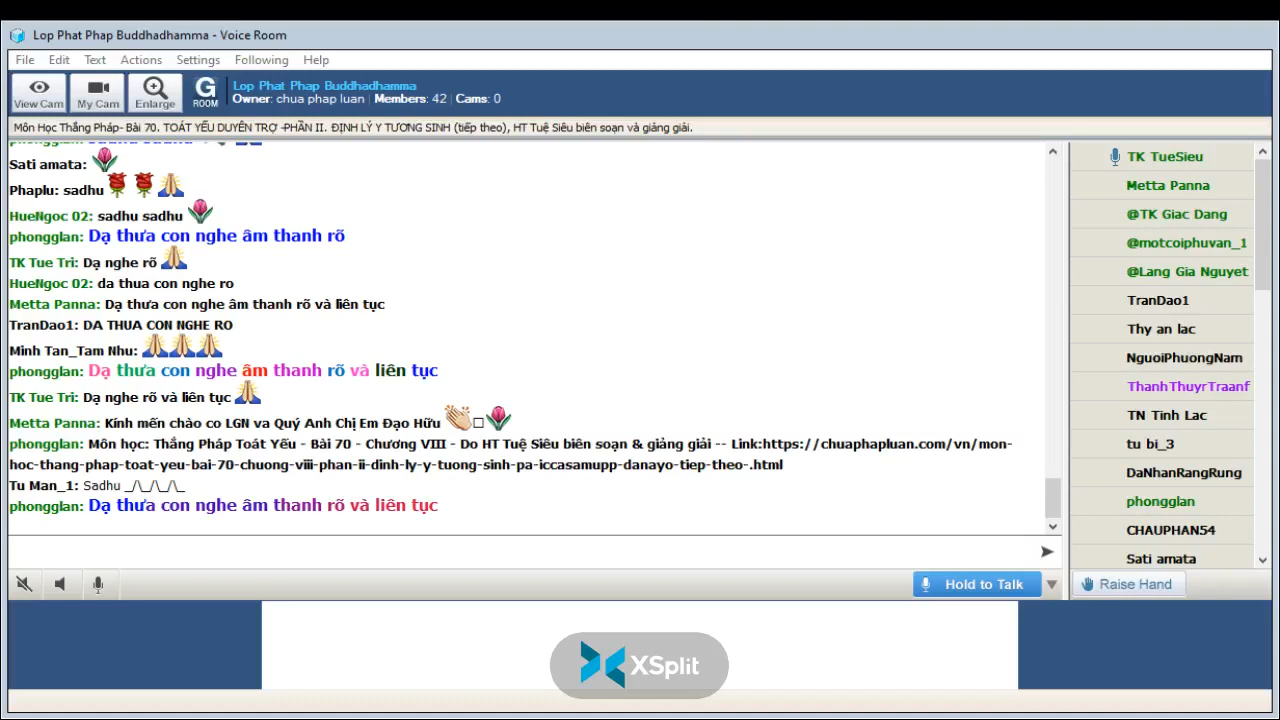 Lop Phat Phap Buddhadhamma - Voice Room
File Edit Text Actions Settings Following Help
View Cam My Cam Enlarge G ROOM
Lop Phat Phap Buddhadhamma
Owner: chua phap luan | Members: 42 | Cams: 0
Môn Học Thắng Pháp- Bài 70. TOÁT YẾU DUYÊN TRỢ -PHẦN II. ĐỊNH LÝ Y TƯƠNG SINH (tiếp theo), HT Tuệ Siêu biên soạn và giảng giải.
Sati amata:
Phaplu: sadhu
HueNgoc 02: sadhu sadhu
phongglan: Dạ thưa con nghe âm thanh rõ
TK Tue Tri: Dạ nghe rõ
HueNgoc 02: da thua con nghe ro
Metta Panna: Dạ thưa con nghe âm thanh rõ và liên tục
TranDao1: DA THUA CON NGHE RO
Minh Tan_Tam Nhu:
phongglan: Dạ thưa con nghe âm thanh rõ và liên tục
TK Tue Tri: Dạ nghe rõ và liên tục
Metta Panna: Kính mến chào co LGN va Quý Anh Chị Em Đạo Hữu
phongglan: Môn học: Thắng Pháp Toát Yếu - Bài 70 - Chương VIII - Do HT Tuệ Siêu biên soạn & giảng giải -- Link:https://chuaphapluan.com/vn/mon-
hoc-thang-phap-toat-yeu-bai-70-chuong-viii-phan-ii-dinh-ly-y-tuong-sinh-pa-iccasamupp-danayo-tiep-theo-.html
Tu Man_1: Sadhu _/\_/\_/\_
phongglan: Dạ thưa con nghe âm thanh rõ và liên tục
TK TueSieu
Metta Panna
@TK Giac Dang
@motcoiphuvan_1
@Lang Gia Nguyet
TranDao1
Thy an lac
NguoiPhuongNam
ThanhThuyrTraanf
TN Tinh Lac
tu bi_3
DaNhanRangRung
phongglan
CHAUPHAN54
Sati amata
Hold to Talk
Raise Hand
XSplit